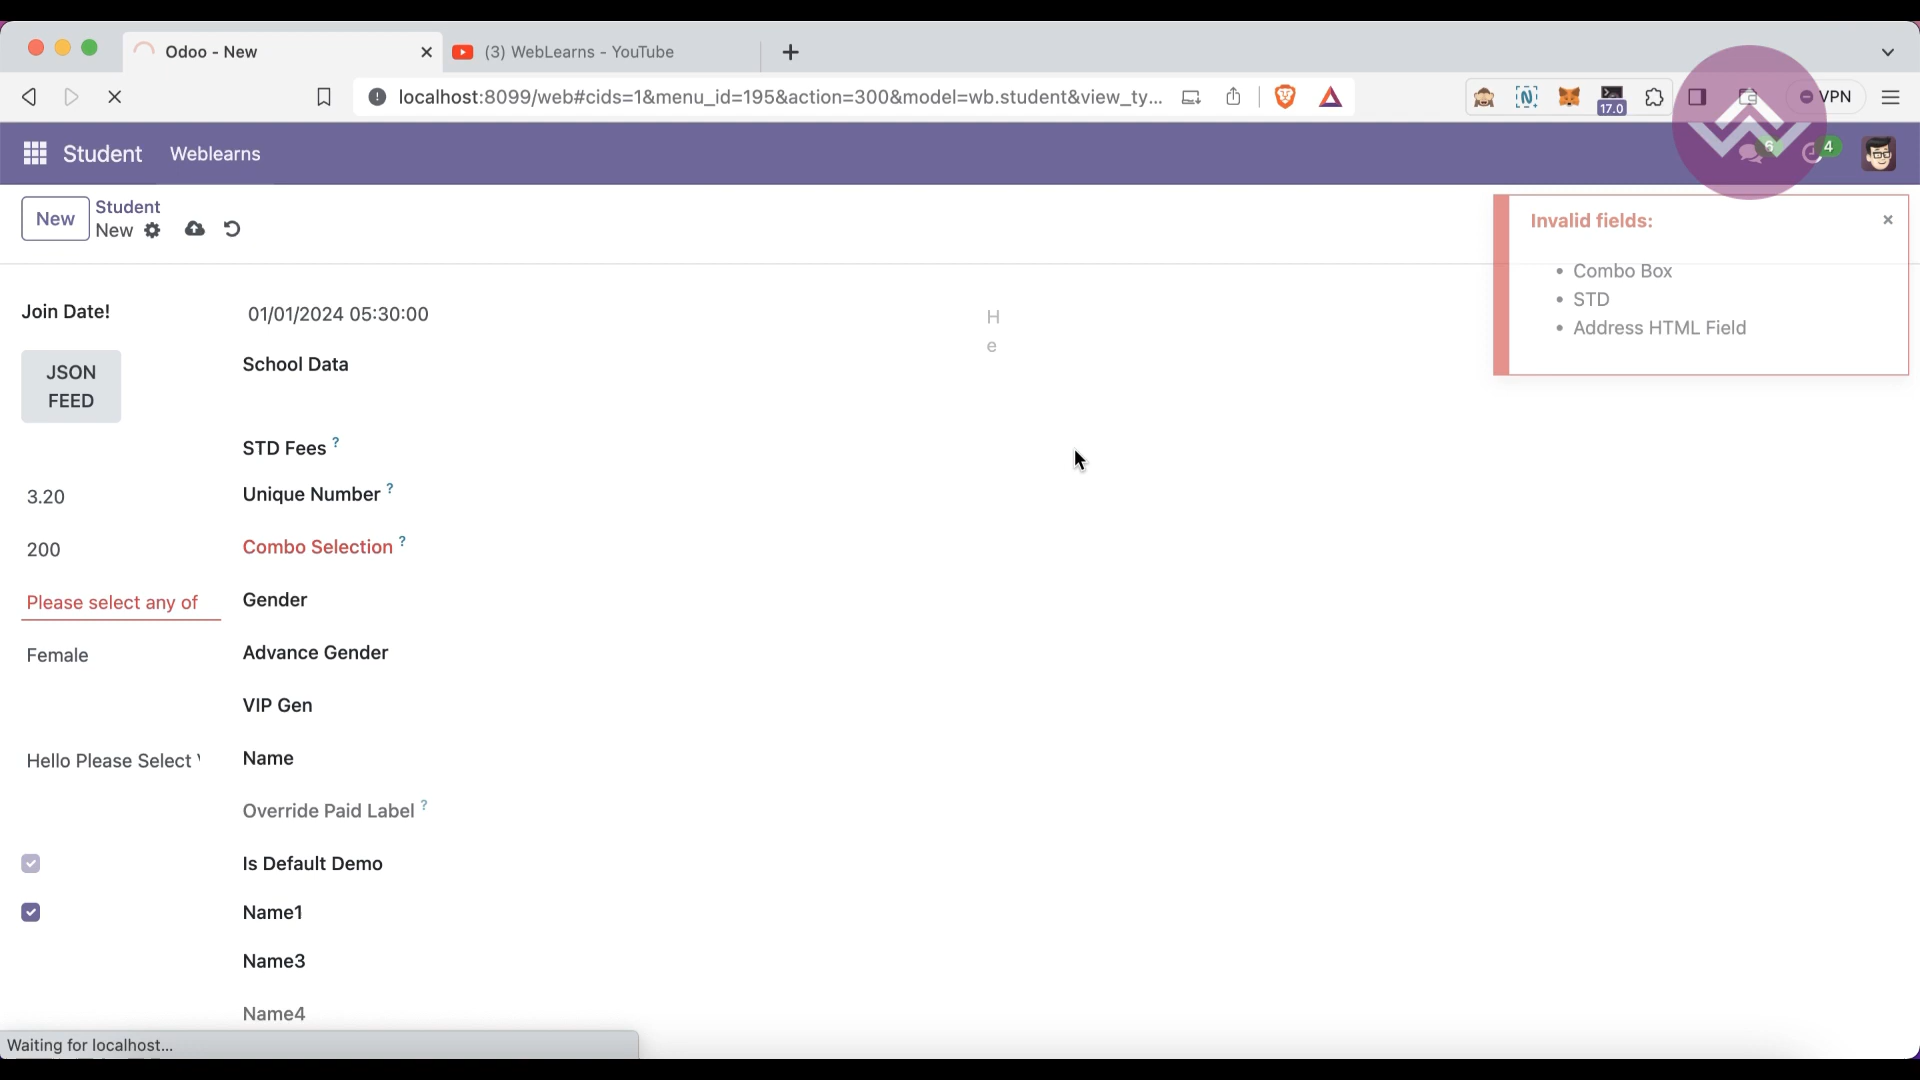 Odoo - New
(3) WebLearns - YouTube
localhost:8099/web#cids=1&menu_id=195&action=300&model=wb.student&view_ty...
17.0
VPN
Student
Weblearns
6
4
New
Student
New
Invalid fields:
Combo Box
STD
Address HTML Field
Join Date!
01/01/2024 05:30:00
H
e
JSON
FEED
School Data
STD Fees ?
3.20
Unique Number ?
200
Combo Selection ?
Please select any of
Gender
Female
Advance Gender
VIP Gen
Hello Please Select
Name
Override Paid Label ?
Is Default Demo
Name1
Name3
Name4
Waiting for localhost...